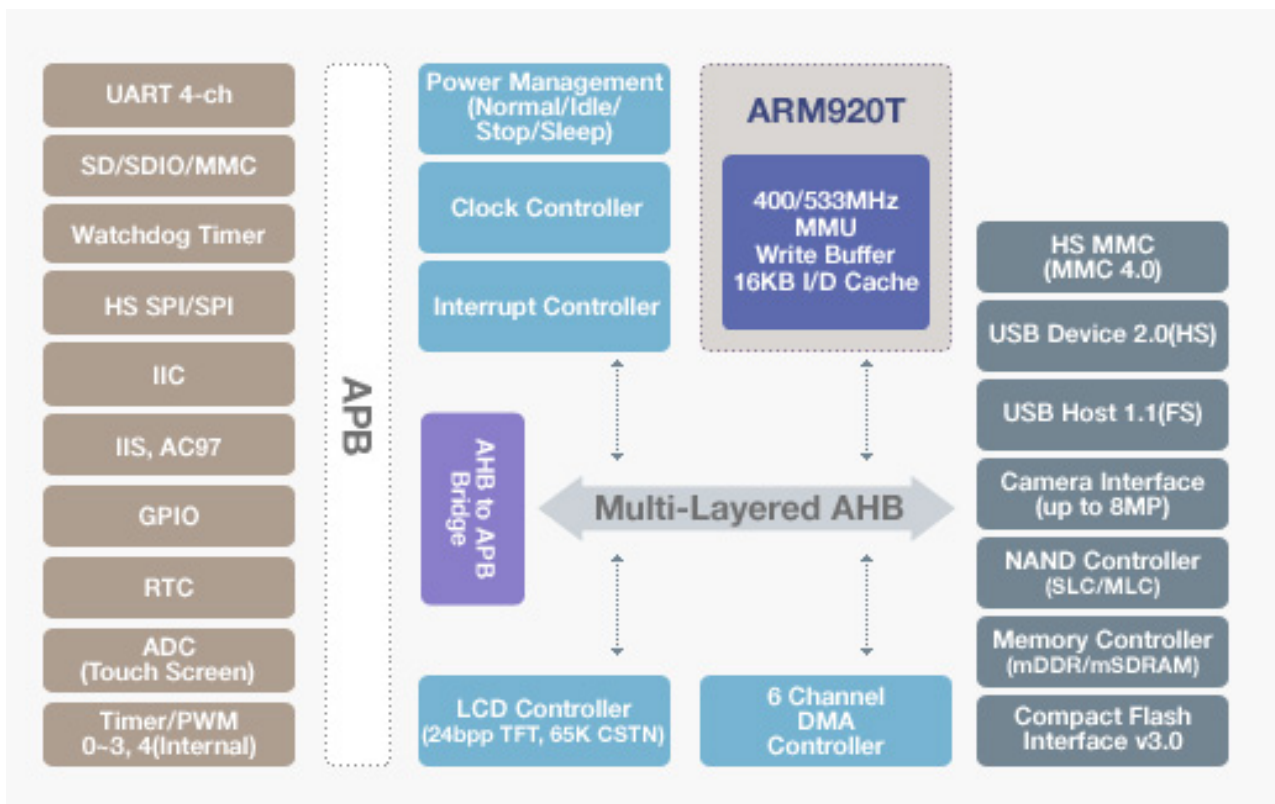 UART 4-ch
SD/SDIO/MMC
Watchdog Timer
HS SPI/SPI
IIC
IIS, AC97
GPIO
RTC
ADC
(Touch Screen)
Timer/PWM
0~3, 4(Internal)
APB
Power Management
(Normal/Idle/
Stop/Sleep)
Clock Controller
Interrupt Controller
AHB to APB
Bridge
LCD Controller
(24bpp TFT, 65K CSTN)
ARM920T
400/533MHz
MMU
Write Buffer
16KB I/D Cache
Multi-Layered AHB
6 Channel
DMA
Controller
HS MMC
(MMC 4.0)
USB Device 2.0(HS)
USB Host 1.1(FS)
Camera Interface
(up to 8MP)
NAND Controller
(SLC/MLC)
Memory Controller
(mDDR/mSDRAM)
Compact Flash
Interface v3.0